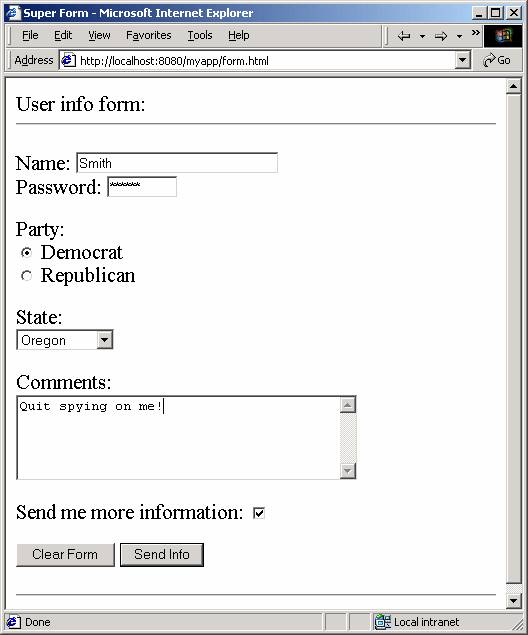 Super Form - Microsoft Internet Explorer
File Edit View Favorites Tools Help »
Address http://localhost:8080/myapp/form.html Go
User info form:
Name: Smith
Password: ******
Party:
Democrat
Republican
State:
Oregon
Comments:
Quit spying on me!
Send me more information:
Clear Form Send Info
Done Local intranet